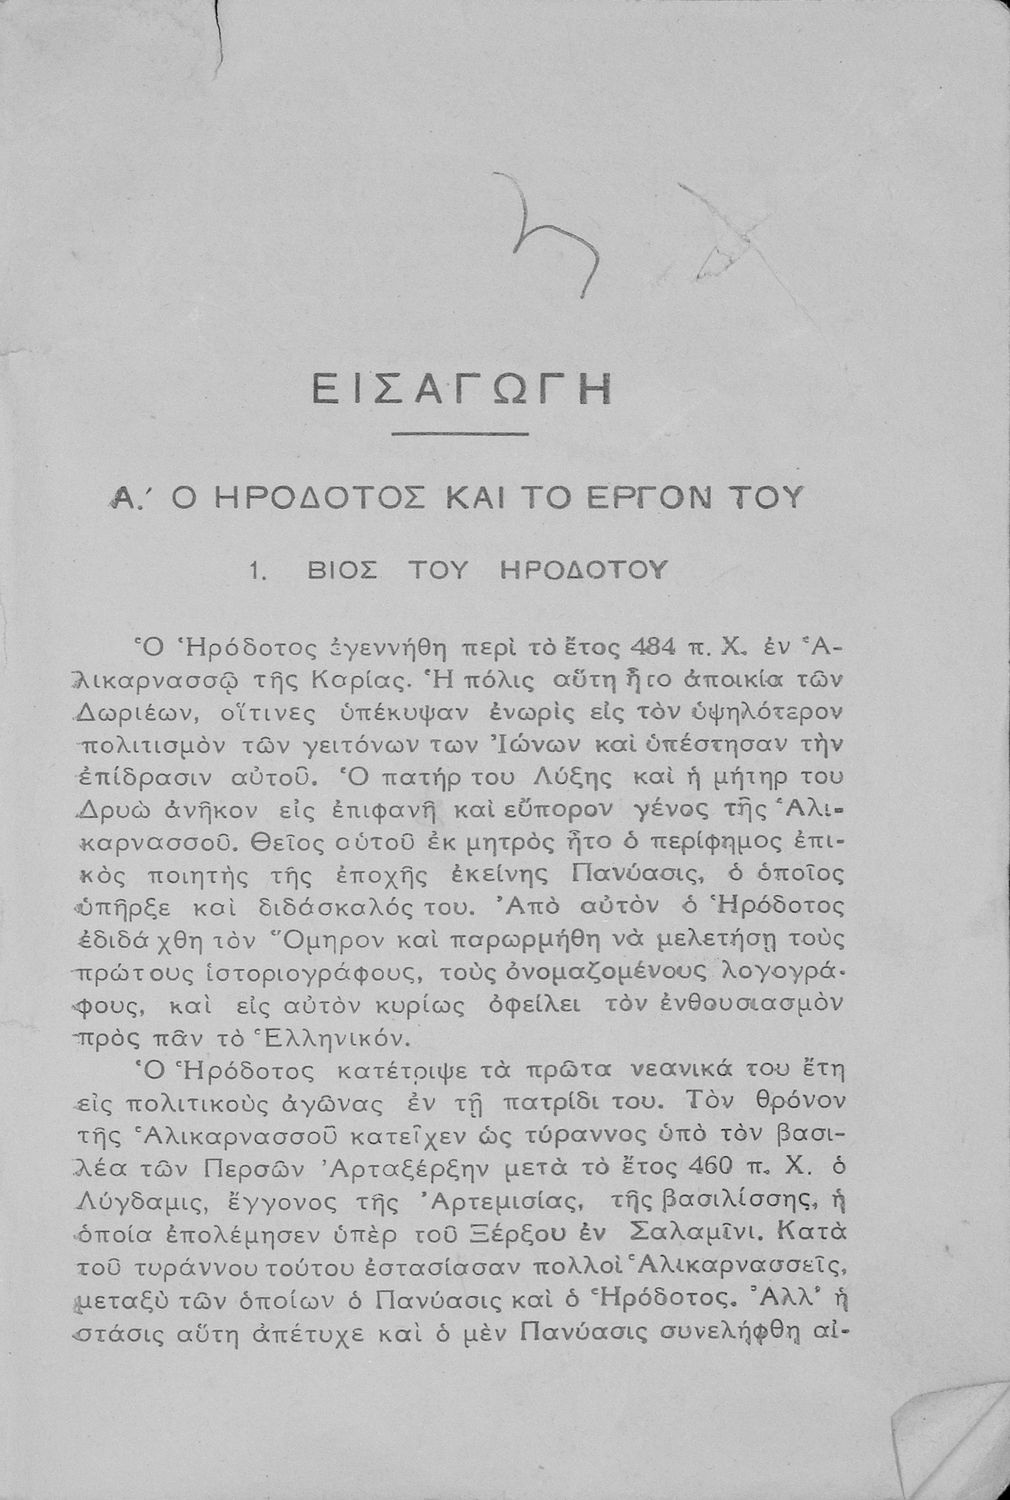 ΕΙΣΑΓΩΓΗ
Α.΄ Ο ΗΡΟΔΟΤΟΣ ΚΑΙ ΤΟ ΕΡΓΟΝ ΤΟΥ
1. ΒΙΟΣ ΤΟΥ ΗΡΟΔΟΤΟΥ
Ὁ Ἡρόδοτος ἐγεννήθη περὶ τὸ ἔτος 484 π. Χ. ἐν Ἁ-
λικαρνασσῷ τῆς Καρίας. Ἡ πόλις αὕτη ἦτο ἀποικία τῶν
Δωριέων, οἵτινες ὑπέκυψαν ἐνωρὶς εἰς τὸν ὑψηλότερον
πολιτισμὸν τῶν γειτόνων των Ἰώνων καὶ ὑπέστησαν τὴν
ἐπίδρασιν αὐτοῦ. Ὁ πατήρ του Λύξης καὶ ἡ μήτηρ του
Δρυὼ ἀνῆκον εἰς ἐπιφανῆ καὶ εὔπορον γένος τῆς Ἁλι-
καρνασσοῦ. Θεῖος αὐτοῦ ἐκ μητρὸς ἦτο ὁ περίφημος ἐπι-
κὸς ποιητὴς τῆς ἐποχῆς ἐκείνης Πανύασις, ὁ ὁποῖος
ὑπῆρξε καὶ διδάσκαλός του. Ἀπὸ αὐτὸν ὁ Ἡρόδοτος
ἐδιδά χθη τὸν Ὅμηρον καὶ παρωρμήθη νὰ μελετήσῃ τοὺς
πρώτους ἱστοριογράφους, τοὺς ὀνομαζομένους λογογρά-
φους, καὶ εἰς αὐτὸν κυρίως ὀφείλει τὸν ἐνθουσιασμὸν
πρὸς πᾶν τὸ Ἑλληνικόν.
Ὁ Ἡρόδοτος κατέτριψε τὰ πρῶτα νεανικά του ἔτη
εἰς πολιτικοὺς ἀγῶνας ἐν τῇ πατρίδι του. Τὸν θρόνον
τῆς Ἁλικαρνασσοῦ κατεῖχεν ὡς τύραννος ὑπὸ τὸν βασι-
λέα τῶν Περσῶν Ἀρταξέρξην μετὰ τὸ ἔτος 460 π. Χ. ὁ
Λύγδαμις, ἔγγονος τῆς Ἀρτεμισίας, τῆς βασιλίσσης, ἡ
ὁποία ἐπολέμησεν ὑπὲρ τοῦ Ξέρξου ἐν Σαλαμῖνι. Κατὰ
τοῦ τυράννου τούτου ἐστασίασαν πολλοὶ Ἁλικαρνασσεῖς,
μεταξὺ τῶν ὁποίων ὁ Πανύασις καὶ ὁ Ἡρόδοτος. Ἀλλ' ἡ
στάσις αὕτη ἀπέτυχε καὶ ὁ μὲν Πανύασις συνελήφθη αἰ-